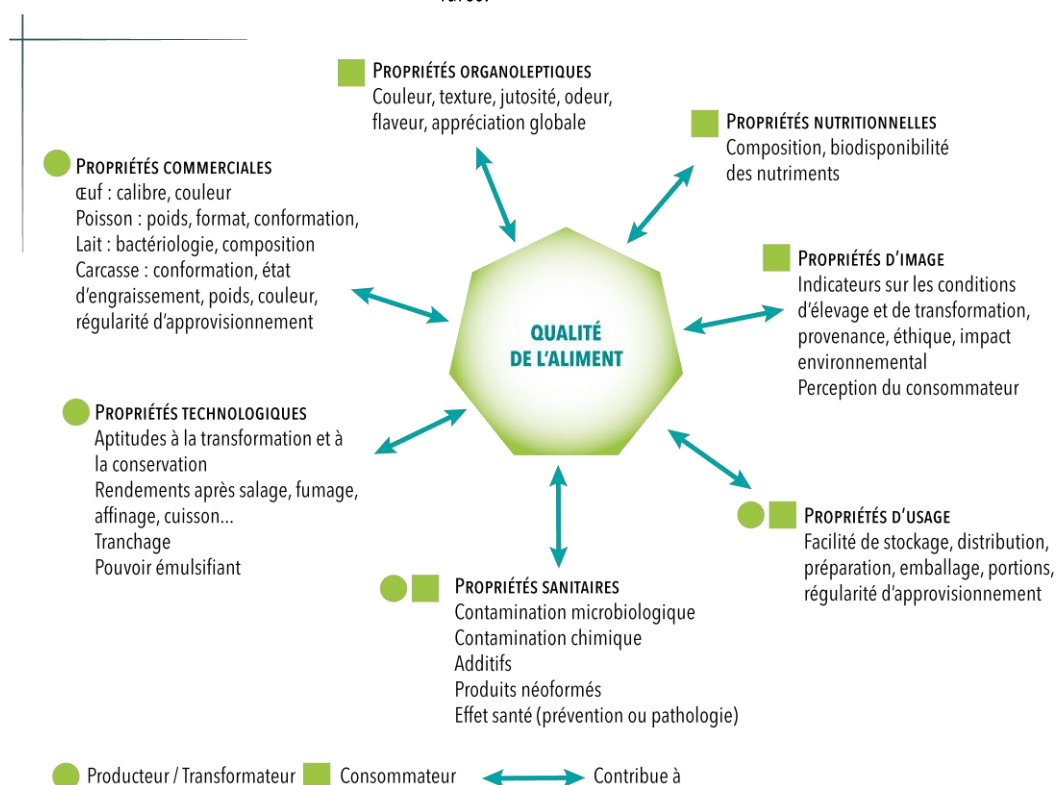 PROPRIÉTÉS ORGANOLEPTIQUES
Couleur, texture, jutosité, odeur,
flaveur, appréciation globale
PROPRIÉTÉS NUTRITIONNELLES
Composition, biodisponibilité
des nutriments
PROPRIÉTÉS COMMERCIALES
Œuf : calibre, couleur
Poisson : poids, format, conformation,
Lait : bactériologie, composition
Carcasse : conformation, état
d'engraissement, poids, couleur,
régularité d'approvisionnement
PROPRIÉTÉS D'IMAGE
Indicateurs sur les conditions
d'élevage et de transformation,
provenance, éthique, impact
environnemental
Perception du consommateur
QUALITÉ
DE L'ALIMENT
PROPRIÉTÉS TECHNOLOGIQUES
Aptitudes à la transformation et à
la conservation
Rendements après salage, fumage,
affinage, cuisson...
Tranchage
Pouvoir émulsifiant
PROPRIÉTÉS D'USAGE
Facilité de stockage, distribution,
préparation, emballage, portions,
régularité d'approvisionnement
PROPRIÉTÉS SANITAIRES
Contamination microbiologique
Contamination chimique
Additifs
Produits néoformés
Effet santé (prévention ou pathologie)
Producteur / Transformateur
Consommateur
Contribue à